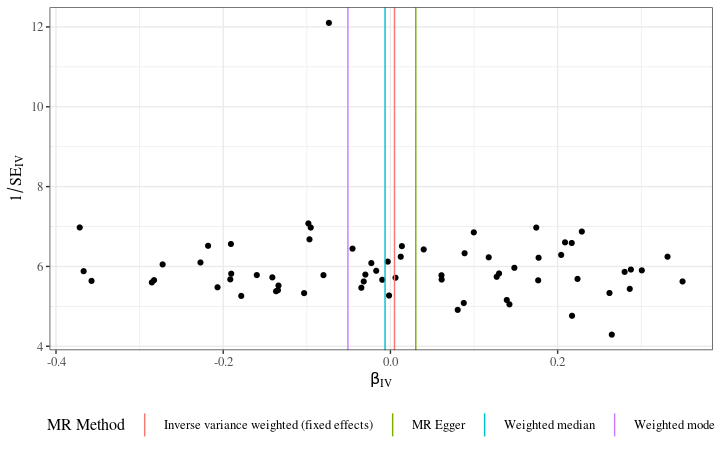 12
10
8
6
4
1/SE_IV
-0.4
-0.2
0.0
0.2
β_IV
MR Method
Inverse variance weighted (fixed effects)
MR Egger
Weighted median
Weighted mode